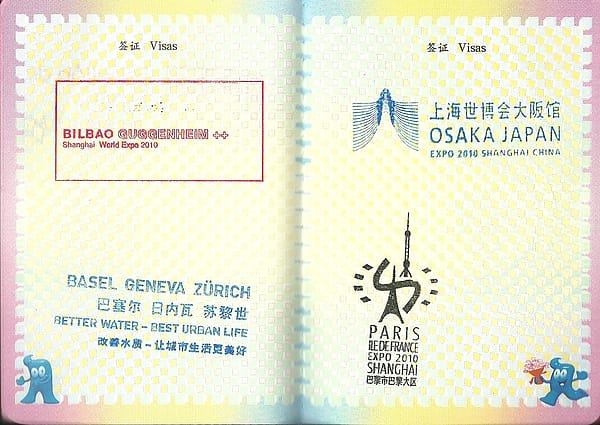 签证 Visas
BILBAO GUGGENHEIM ++
Shanghai World Expo 2010
BASEL GENEVA ZÜRICH
巴塞尔 日内瓦 苏黎世
BETTER WATER – BEST URBAN LIFE
改善水质 – 让城市生活更美好
签证 Visas
上海世博会大阪馆
OSAKA JAPAN
EXPO 2010 SHANGHAI CHINA
PARIS
ILE DE FRANCE
EXPO 2010
SHANGHAI
巴黎市巴黎大区